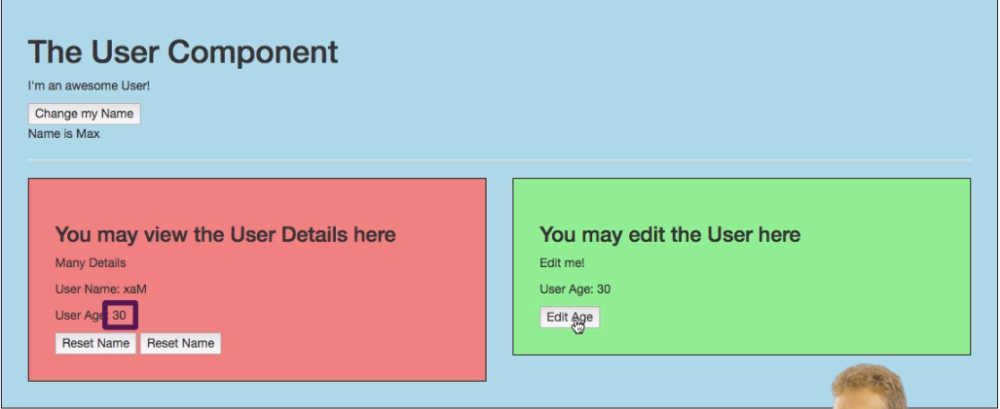 The User Component
I'm an awesome User!
Change my Name
Name is Max
You may view the User Details here
Many Details
User Name: xaM
User Age: 30
Reset Name Reset Name
You may edit the User here
Edit me!
User Age: 30
Edit Age